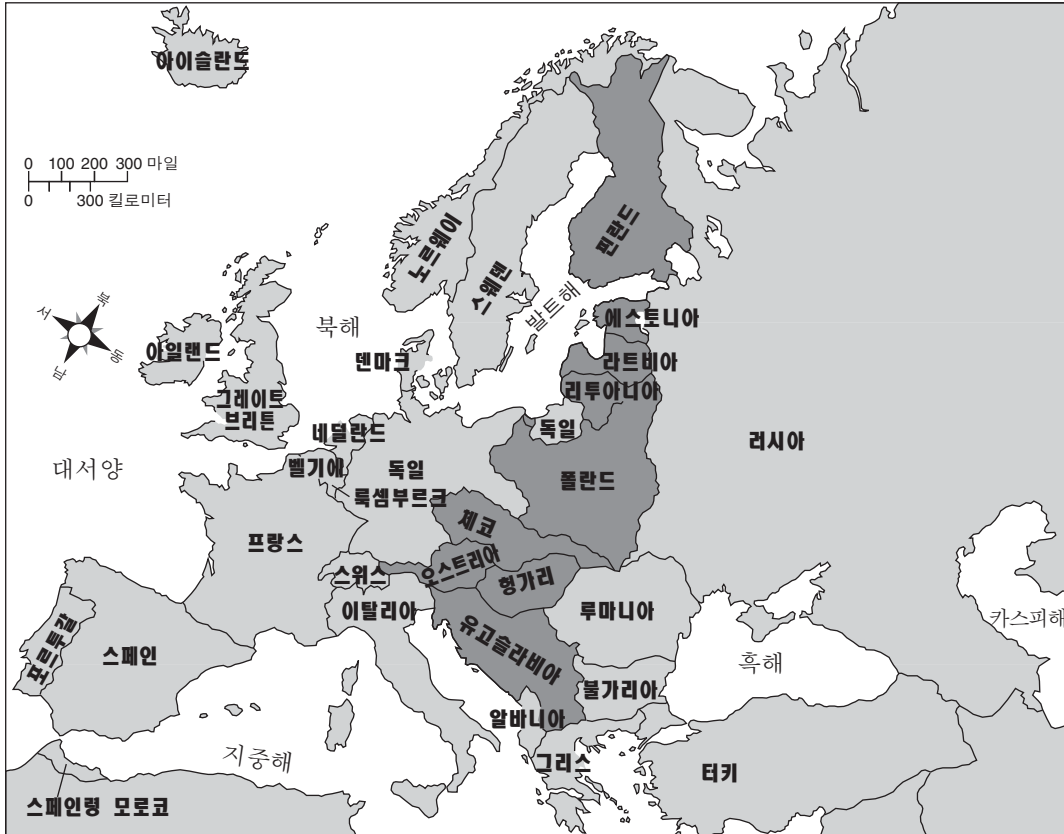 아이슬란드
0 100 200 300 마일
0 300 킬로미터
노르웨이
스웨덴
핀란드
북
서
동
남
북해
발트해
에스토니아
아일랜드
덴마크
라트비아
리투아니아
그레이트
브리튼
네덜란드
독일
러시아
대서양
벨기에
독일
폴란드
룩셈부르크
체코
프랑스
오스트리아
스위스
헝가리
이탈리아
루마니아
카스피해
포르투갈
스페인
유고슬라비아
흑해
불가리아
알바니아
지중해
그리스
터키
스페인령 모로코